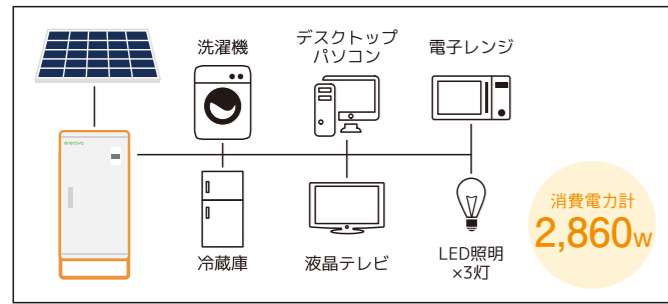 洗濯機
デスクトップ
パソコン
電子レンジ
冷蔵庫
液晶テレビ
LED照明
×3灯
消費電力計
2,860W